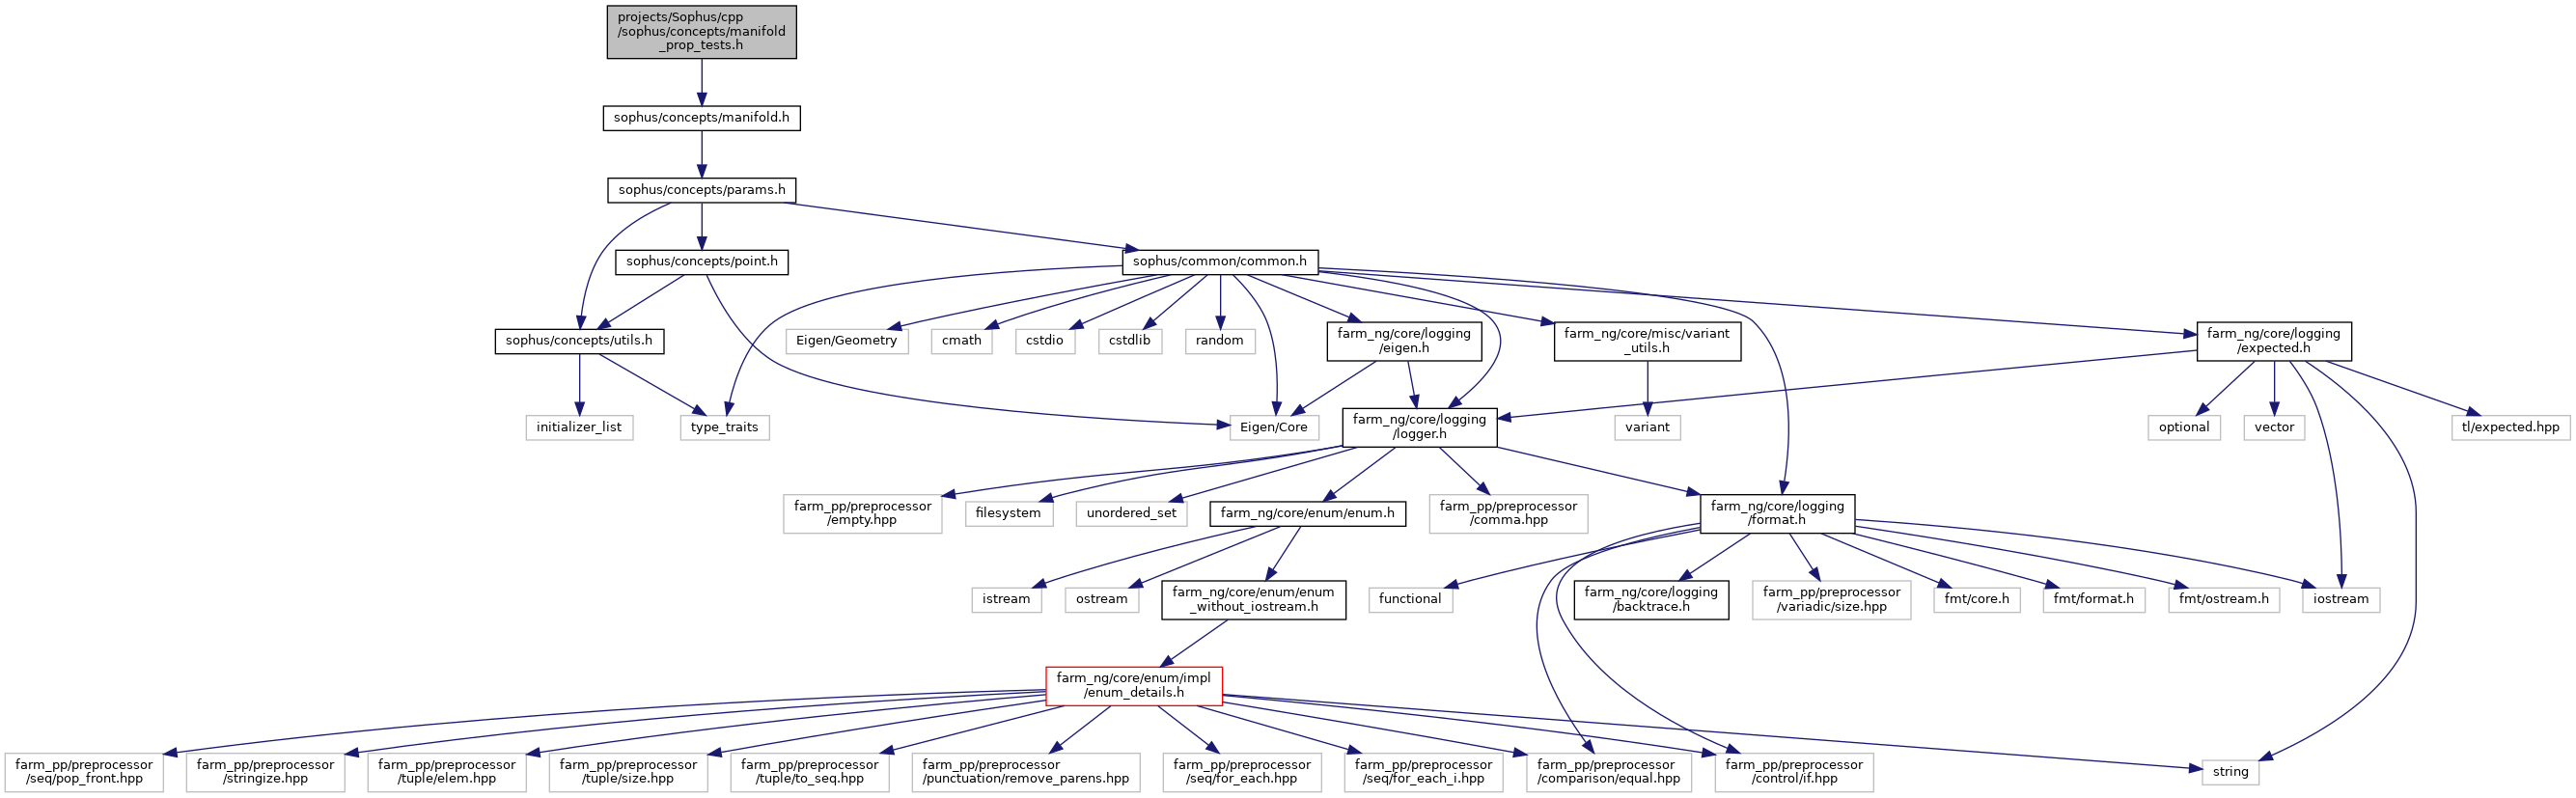 projects/Sophus/cpp
/sophus/concepts/manifold
_prop_tests.h
sophus/concepts/manifold.h
sophus/concepts/params.h
sophus/concepts/point.h
sophus/common/common.h
sophus/concepts/utils.h
Eigen/Geometry
cmath
cstdio
cstdlib
random
farm_ng/core/logging
/eigen.h
farm_ng/core/misc/variant
_utils.h
farm_ng/core/logging
/expected.h
initializer_list
type_traits
Eigen/Core
farm_ng/core/logging
/logger.h
variant
optional
vector
tl/expected.hpp
farm_pp/preprocessor
/empty.hpp
filesystem
unordered_set
farm_ng/core/enum/enum.h
farm_pp/preprocessor
/comma.hpp
farm_ng/core/logging
/format.h
istream
ostream
farm_ng/core/enum/enum
_without_iostream.h
functional
farm_ng/core/logging
/backtrace.h
farm_pp/preprocessor
/variadic/size.hpp
fmt/core.h
fmt/format.h
fmt/ostream.h
iostream
farm_ng/core/enum/impl
/enum_details.h
farm_pp/preprocessor
/seq/pop_front.hpp
farm_pp/preprocessor
/stringize.hpp
farm_pp/preprocessor
/tuple/elem.hpp
farm_pp/preprocessor
/tuple/size.hpp
farm_pp/preprocessor
/tuple/to_seq.hpp
farm_pp/preprocessor
/punctuation/remove_parens.hpp
farm_pp/preprocessor
/seq/for_each.hpp
farm_pp/preprocessor
/seq/for_each_i.hpp
farm_pp/preprocessor
/comparison/equal.hpp
farm_pp/preprocessor
/control/if.hpp
string